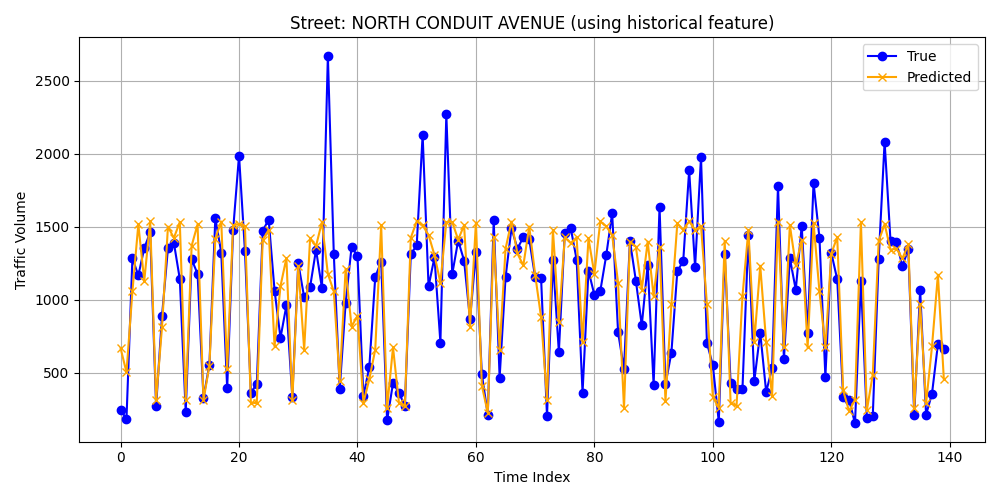 Street: NORTH CONDUIT AVENUE (using historical feature)
True
Predicted
Traffic Volume
2500
2000
1500
1000
500
0
20
40
60
80
100
120
140
Time Index